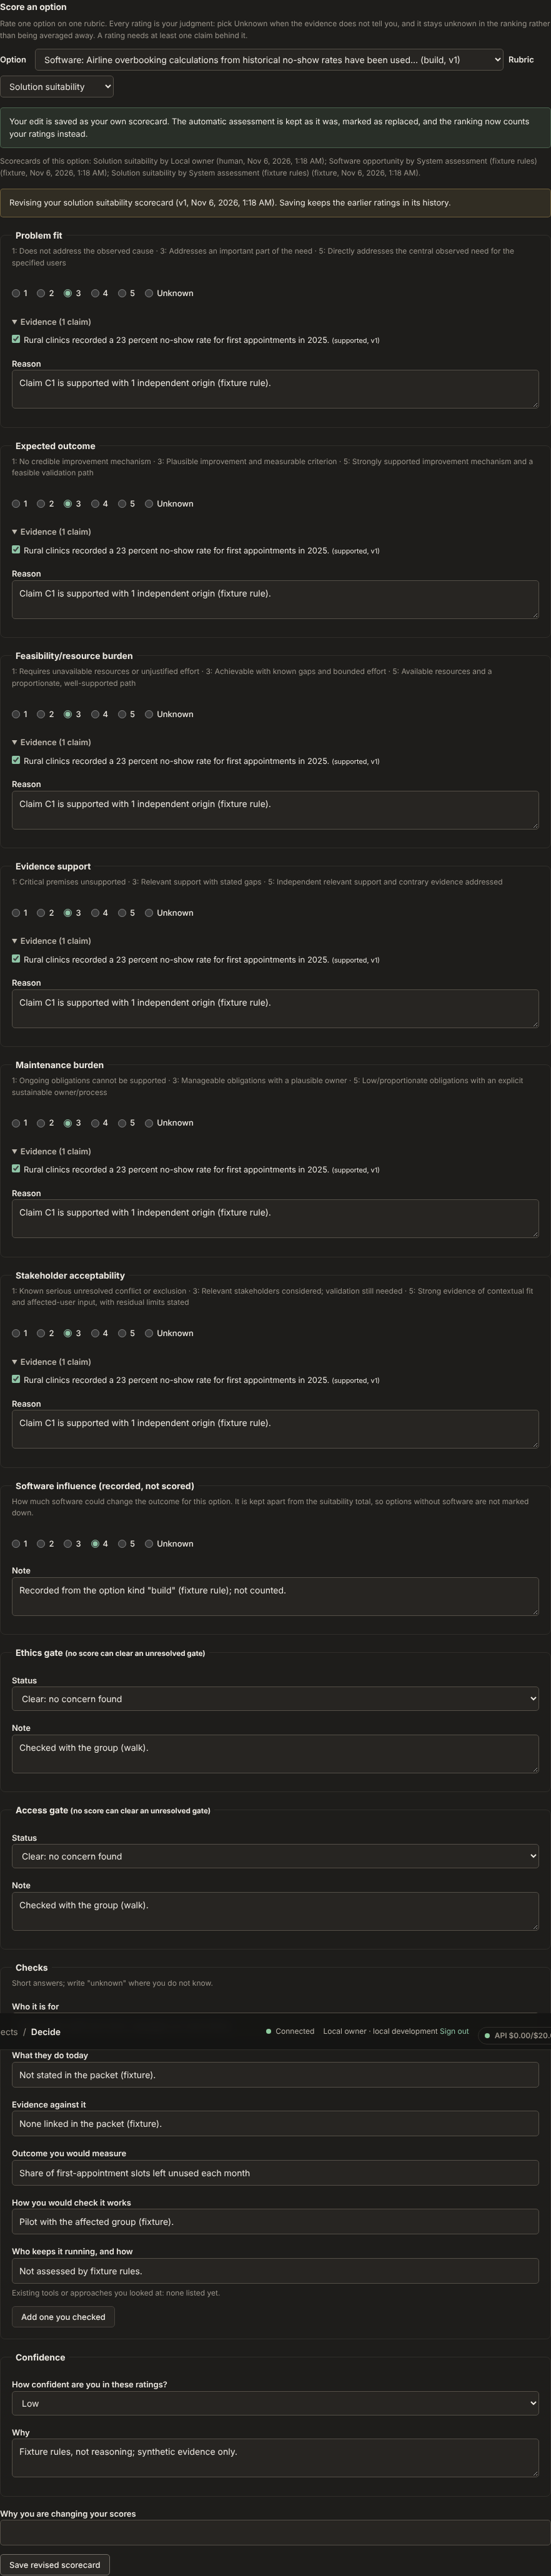 Score an option
Rate one option on one rubric. Every rating is your judgment: pick Unknown when the evidence does not tell you, and it stays unknown in the ranking rather
than being averaged away. A rating needs at least one claim behind it.
Option Software: Airline overbooking calculations from historical no-show rates have been used... (build, v1) Rubric
Solution suitability
Your edit is saved as your own scorecard. The automatic assessment is kept as it was, marked as replaced, and the ranking now counts
your ratings instead.
Scorecards of this option: Solution suitability by Local owner (human, Nov 6, 2026, 1:18 AM); Software opportunity by System assessment (fixture rules)
(fixture, Nov 6, 2026, 1:18 AM); Solution suitability by System assessment (fixture rules) (fixture, Nov 6, 2026, 1:18 AM).
Revising your solution suitability scorecard (v1, Nov 6, 2026, 1:18 AM). Saving keeps the earlier ratings in its history.
Problem fit
1: Does not address the observed cause · 3: Addresses an important part of the need · 5: Directly addresses the central observed need for the
specified users
1 2 3 4 5 Unknown
▼ Evidence (1 claim)
Rural clinics recorded a 23 percent no-show rate for first appointments in 2025. (supported, v1)
Reason
Claim C1 is supported with 1 independent origin (fixture rule).
Expected outcome
1: No credible improvement mechanism · 3: Plausible improvement and measurable criterion · 5: Strongly supported improvement mechanism and a
feasible validation path
1 2 3 4 5 Unknown
▼ Evidence (1 claim)
Rural clinics recorded a 23 percent no-show rate for first appointments in 2025. (supported, v1)
Reason
Claim C1 is supported with 1 independent origin (fixture rule).
Feasibility/resource burden
1: Requires unavailable resources or unjustified effort · 3: Achievable with known gaps and bounded effort · 5: Available resources and a
proportionate, well-supported path
1 2 3 4 5 Unknown
▼ Evidence (1 claim)
Rural clinics recorded a 23 percent no-show rate for first appointments in 2025. (supported, v1)
Reason
Claim C1 is supported with 1 independent origin (fixture rule).
Evidence support
1: Critical premises unsupported · 3: Relevant support with stated gaps · 5: Independent relevant support and contrary evidence addressed
1 2 3 4 5 Unknown
▼ Evidence (1 claim)
Rural clinics recorded a 23 percent no-show rate for first appointments in 2025. (supported, v1)
Reason
Claim C1 is supported with 1 independent origin (fixture rule).
Maintenance burden
1: Ongoing obligations cannot be supported · 3: Manageable obligations with a plausible owner · 5: Low/proportionate obligations with an explicit
sustainable owner/process
1 2 3 4 5 Unknown
▼ Evidence (1 claim)
Rural clinics recorded a 23 percent no-show rate for first appointments in 2025. (supported, v1)
Reason
Claim C1 is supported with 1 independent origin (fixture rule).
Stakeholder acceptability
1: Known serious unresolved conflict or exclusion · 3: Relevant stakeholders considered; validation still needed · 5: Strong evidence of contextual fit
and affected-user input, with residual limits stated
1 2 3 4 5 Unknown
▼ Evidence (1 claim)
Rural clinics recorded a 23 percent no-show rate for first appointments in 2025. (supported, v1)
Reason
Claim C1 is supported with 1 independent origin (fixture rule).
Software influence (recorded, not scored)
How much software could change the outcome for this option. It is kept apart from the suitability total, so options without software are not marked
down.
1 2 3 4 5 Unknown
Note
Recorded from the option kind "build" (fixture rule); not counted.
Ethics gate (no score can clear an unresolved gate)
Status
Clear: no concern found
Note
Checked with the group (walk).
Access gate (no score can clear an unresolved gate)
Status
Clear: no concern found
Note
Checked with the group (walk).
Checks
Short answers; write "unknown" where you do not know.
Who it is for
ects / Decide Connected Local owner · local development Sign out API $0.00/$20.
What they do today
Not stated in the packet (fixture).
Evidence against it
None linked in the packet (fixture).
Outcome you would measure
Share of first-appointment slots left unused each month
How you would check it works
Pilot with the affected group (fixture).
Who keeps it running, and how
Not assessed by fixture rules.
Existing tools or approaches you looked at: none listed yet.
Add one you checked
Confidence
How confident are you in these ratings?
Low
Why
Fixture rules, not reasoning; synthetic evidence only.
Why you are changing your scores
Save revised scorecard